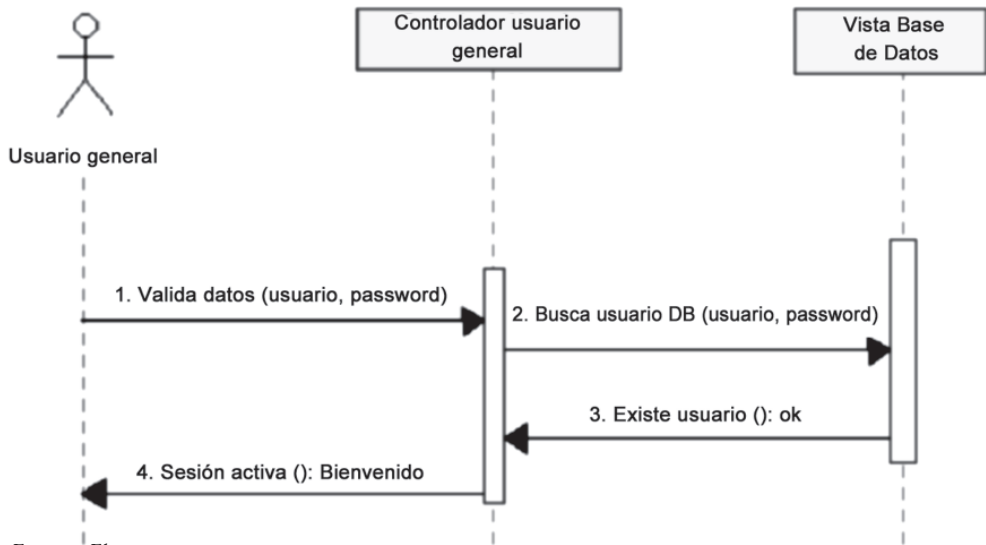 Controlador usuario
general
Vista Base
de Datos
Usuario general
1. Valida datos (usuario, password)
2. Busca usuario DB (usuario, password)
3. Existe usuario (): ok
4. Sesión activa (): Bienvenido